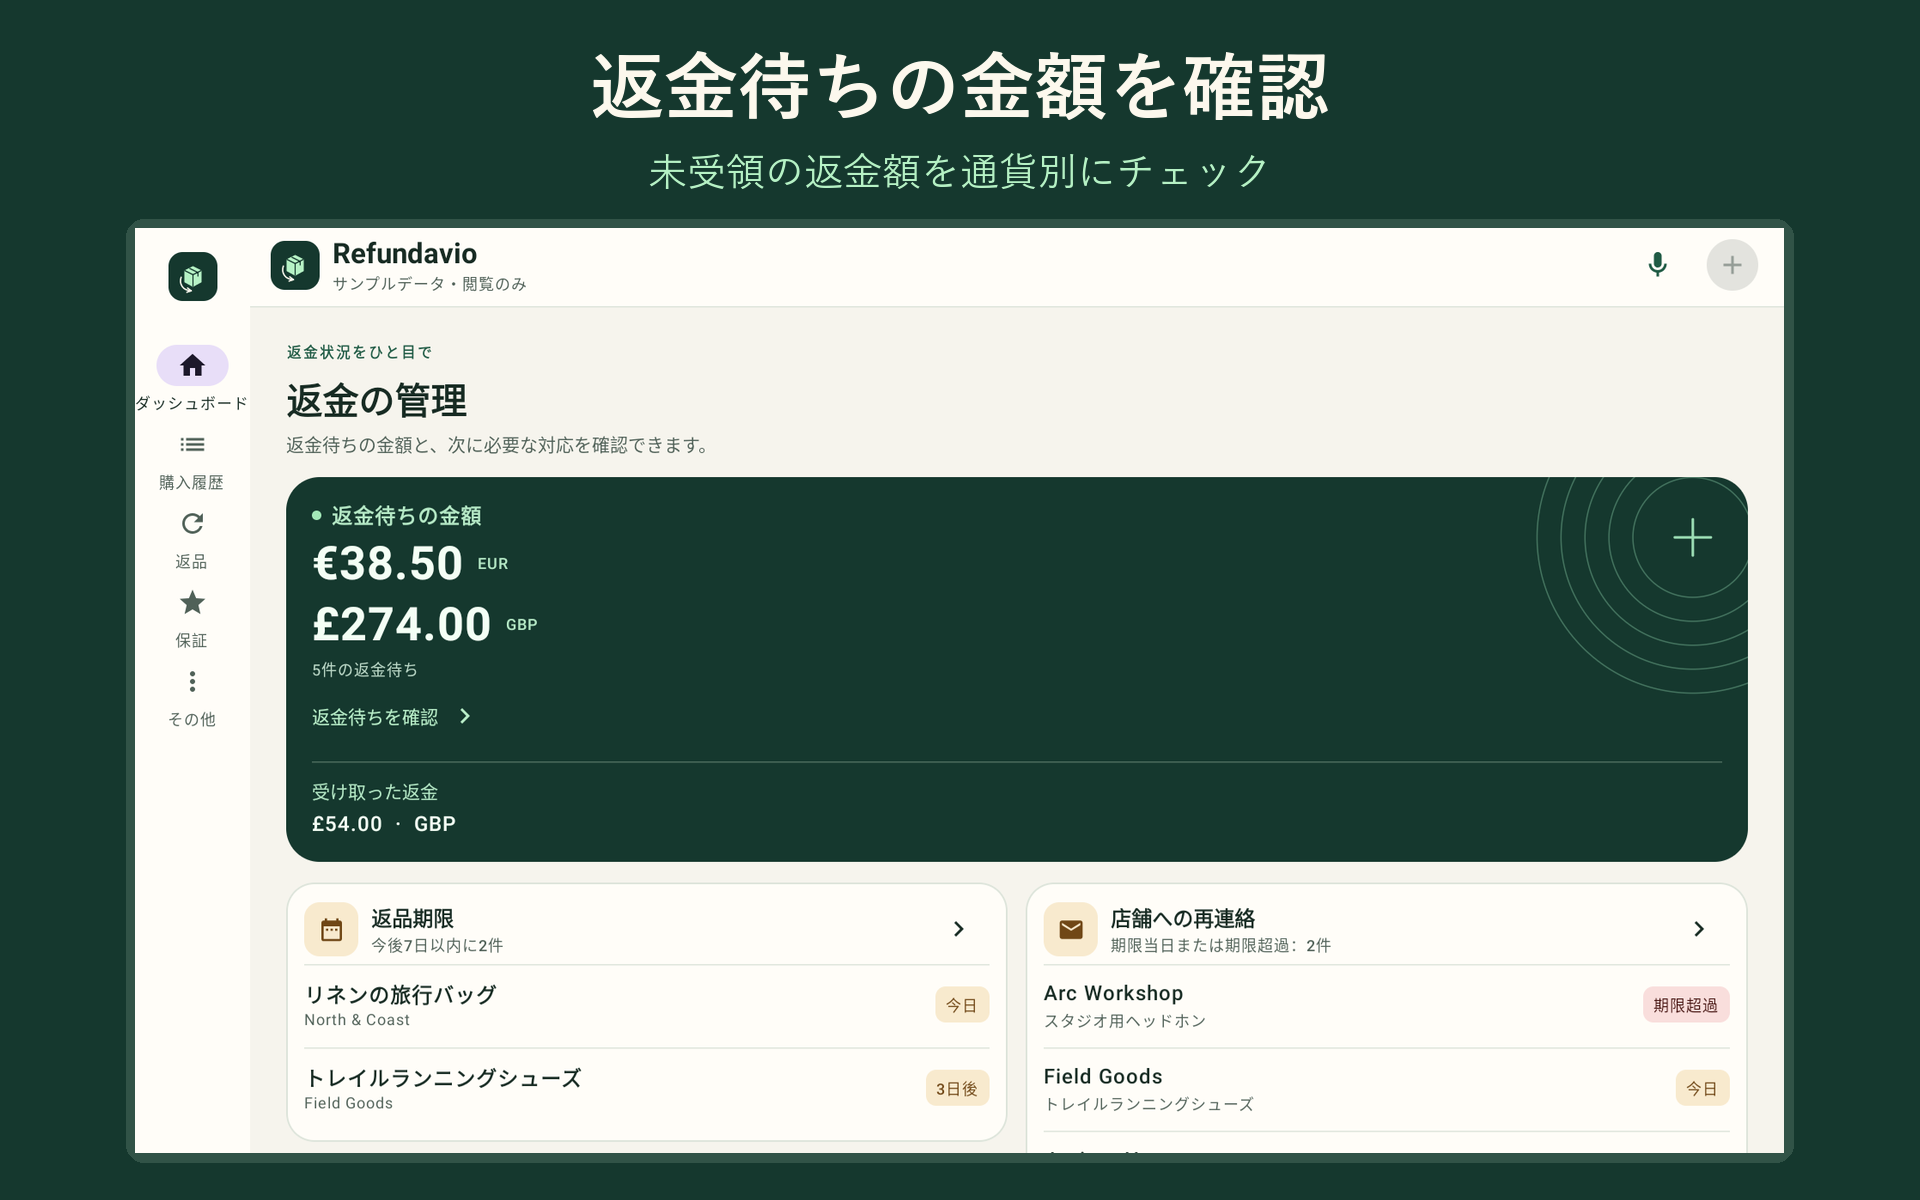 返金待ちの金額を確認
未受領の返金額を通貨別にチェック
Refundavio
サンプルデータ・閲覧のみ
ダッシュボード
購入履歴
返品
保証
その他
返金状況をひと目で
返金の管理
返金待ちの金額と、次に必要な対応を確認できます。
返金待ちの金額
€38.50 EUR
£274.00 GBP
5件の返金待ち
返金待ちを確認
受け取った返金
£54.00 · GBP
返品期限
今後7日以内に2件
リネンの旅行バッグ
North & Coast
今日
トレイルランニングシューズ
Field Goods
3日後
店舗への再連絡
期限当日または期限超過：2件
Arc Workshop
スタジオ用ヘッドホン
期限超過
Field Goods
トレイルランニングシューズ
今日